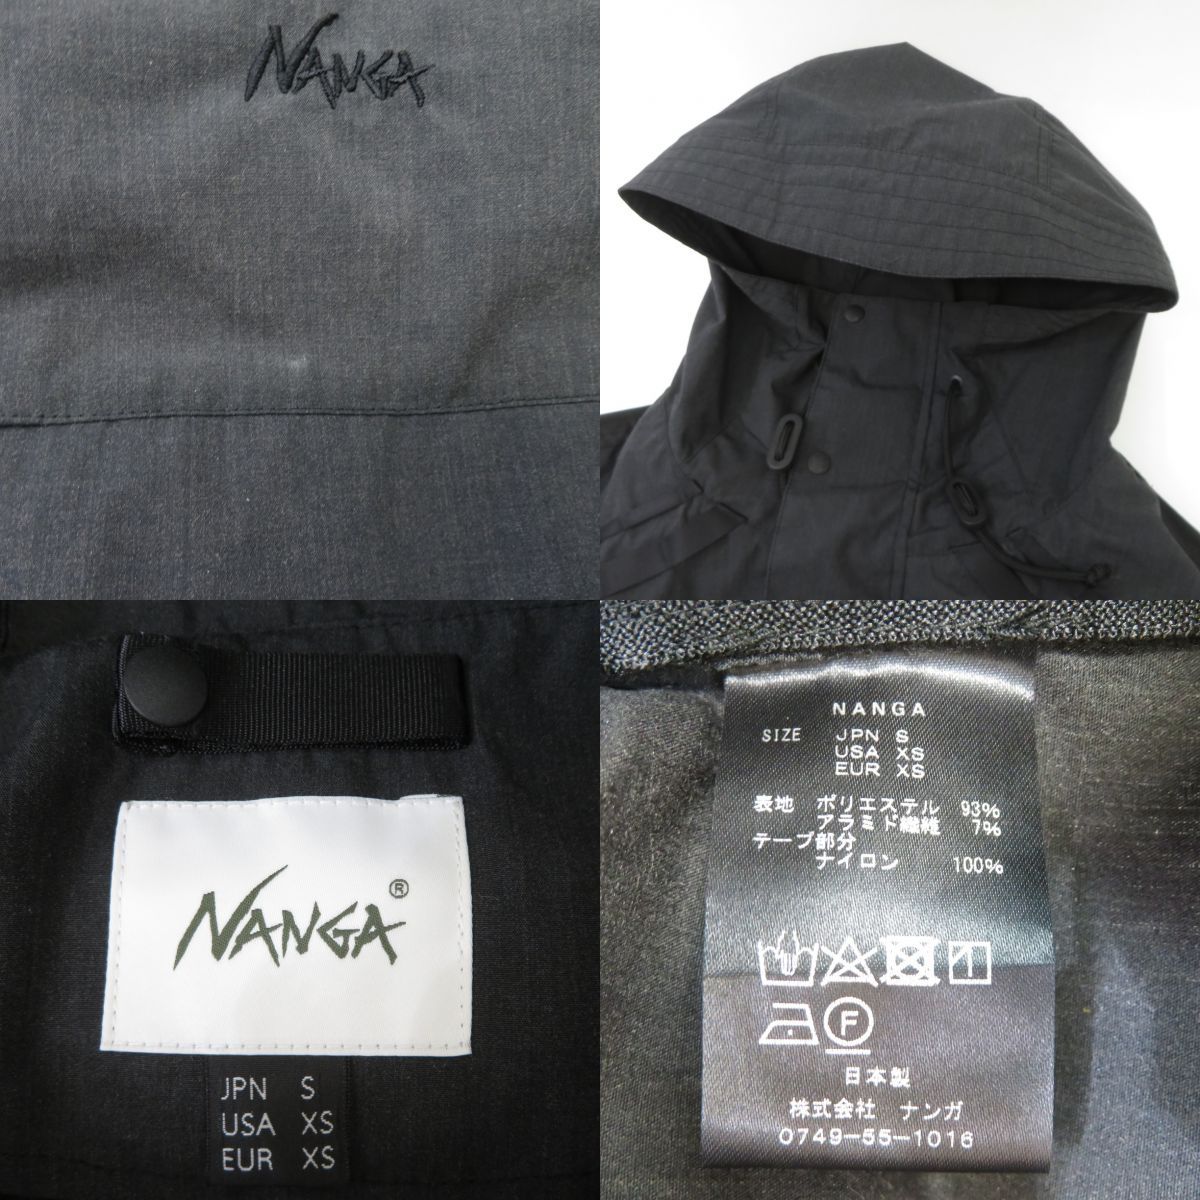 NANGA
NANGA ®
JPN S
USA XS
EUR XS
NANGA
SIZE JPN S
USA XS
EUR XS
表地 ポリエステル 93%
アラミド繊維 7%
テープ部分
ナイロン 100%
F
日本製
株式会社 ナンガ
0749-55-1016